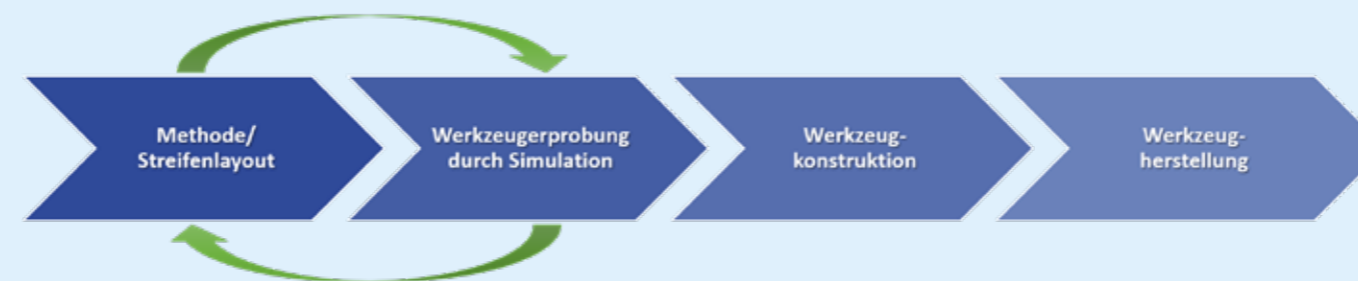 Methode/
Streifenlayout
Werkzeugerprobung
durch Simulation
Werkzeug-
konstruktion
Werkzeug-
herstellung